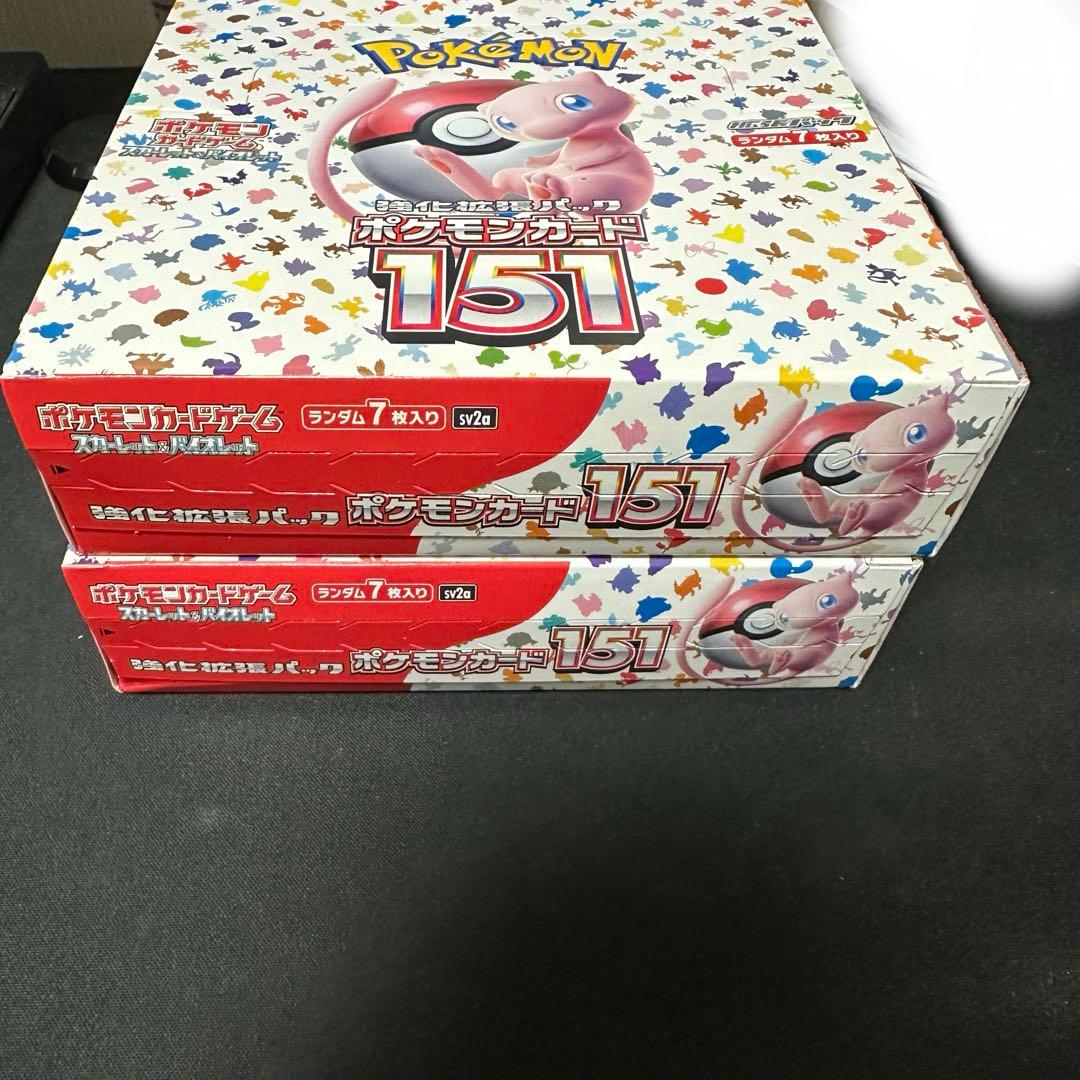 POKÉMON
ポケモン
カードゲーム
スカーレット&バイオレット
拡張パック
ランダム7枚入り
強化拡張パック
ポケモンカード
151
ポケモンカードゲーム
スカーレット&バイオレット
ランダム7枚入り
sv2a
強化拡張パック ポケモンカード 151
ポケモンカードゲーム
スカーレット&バイオレット
ランダム7枚入り
sv2a
強化拡張パック ポケモンカード 151